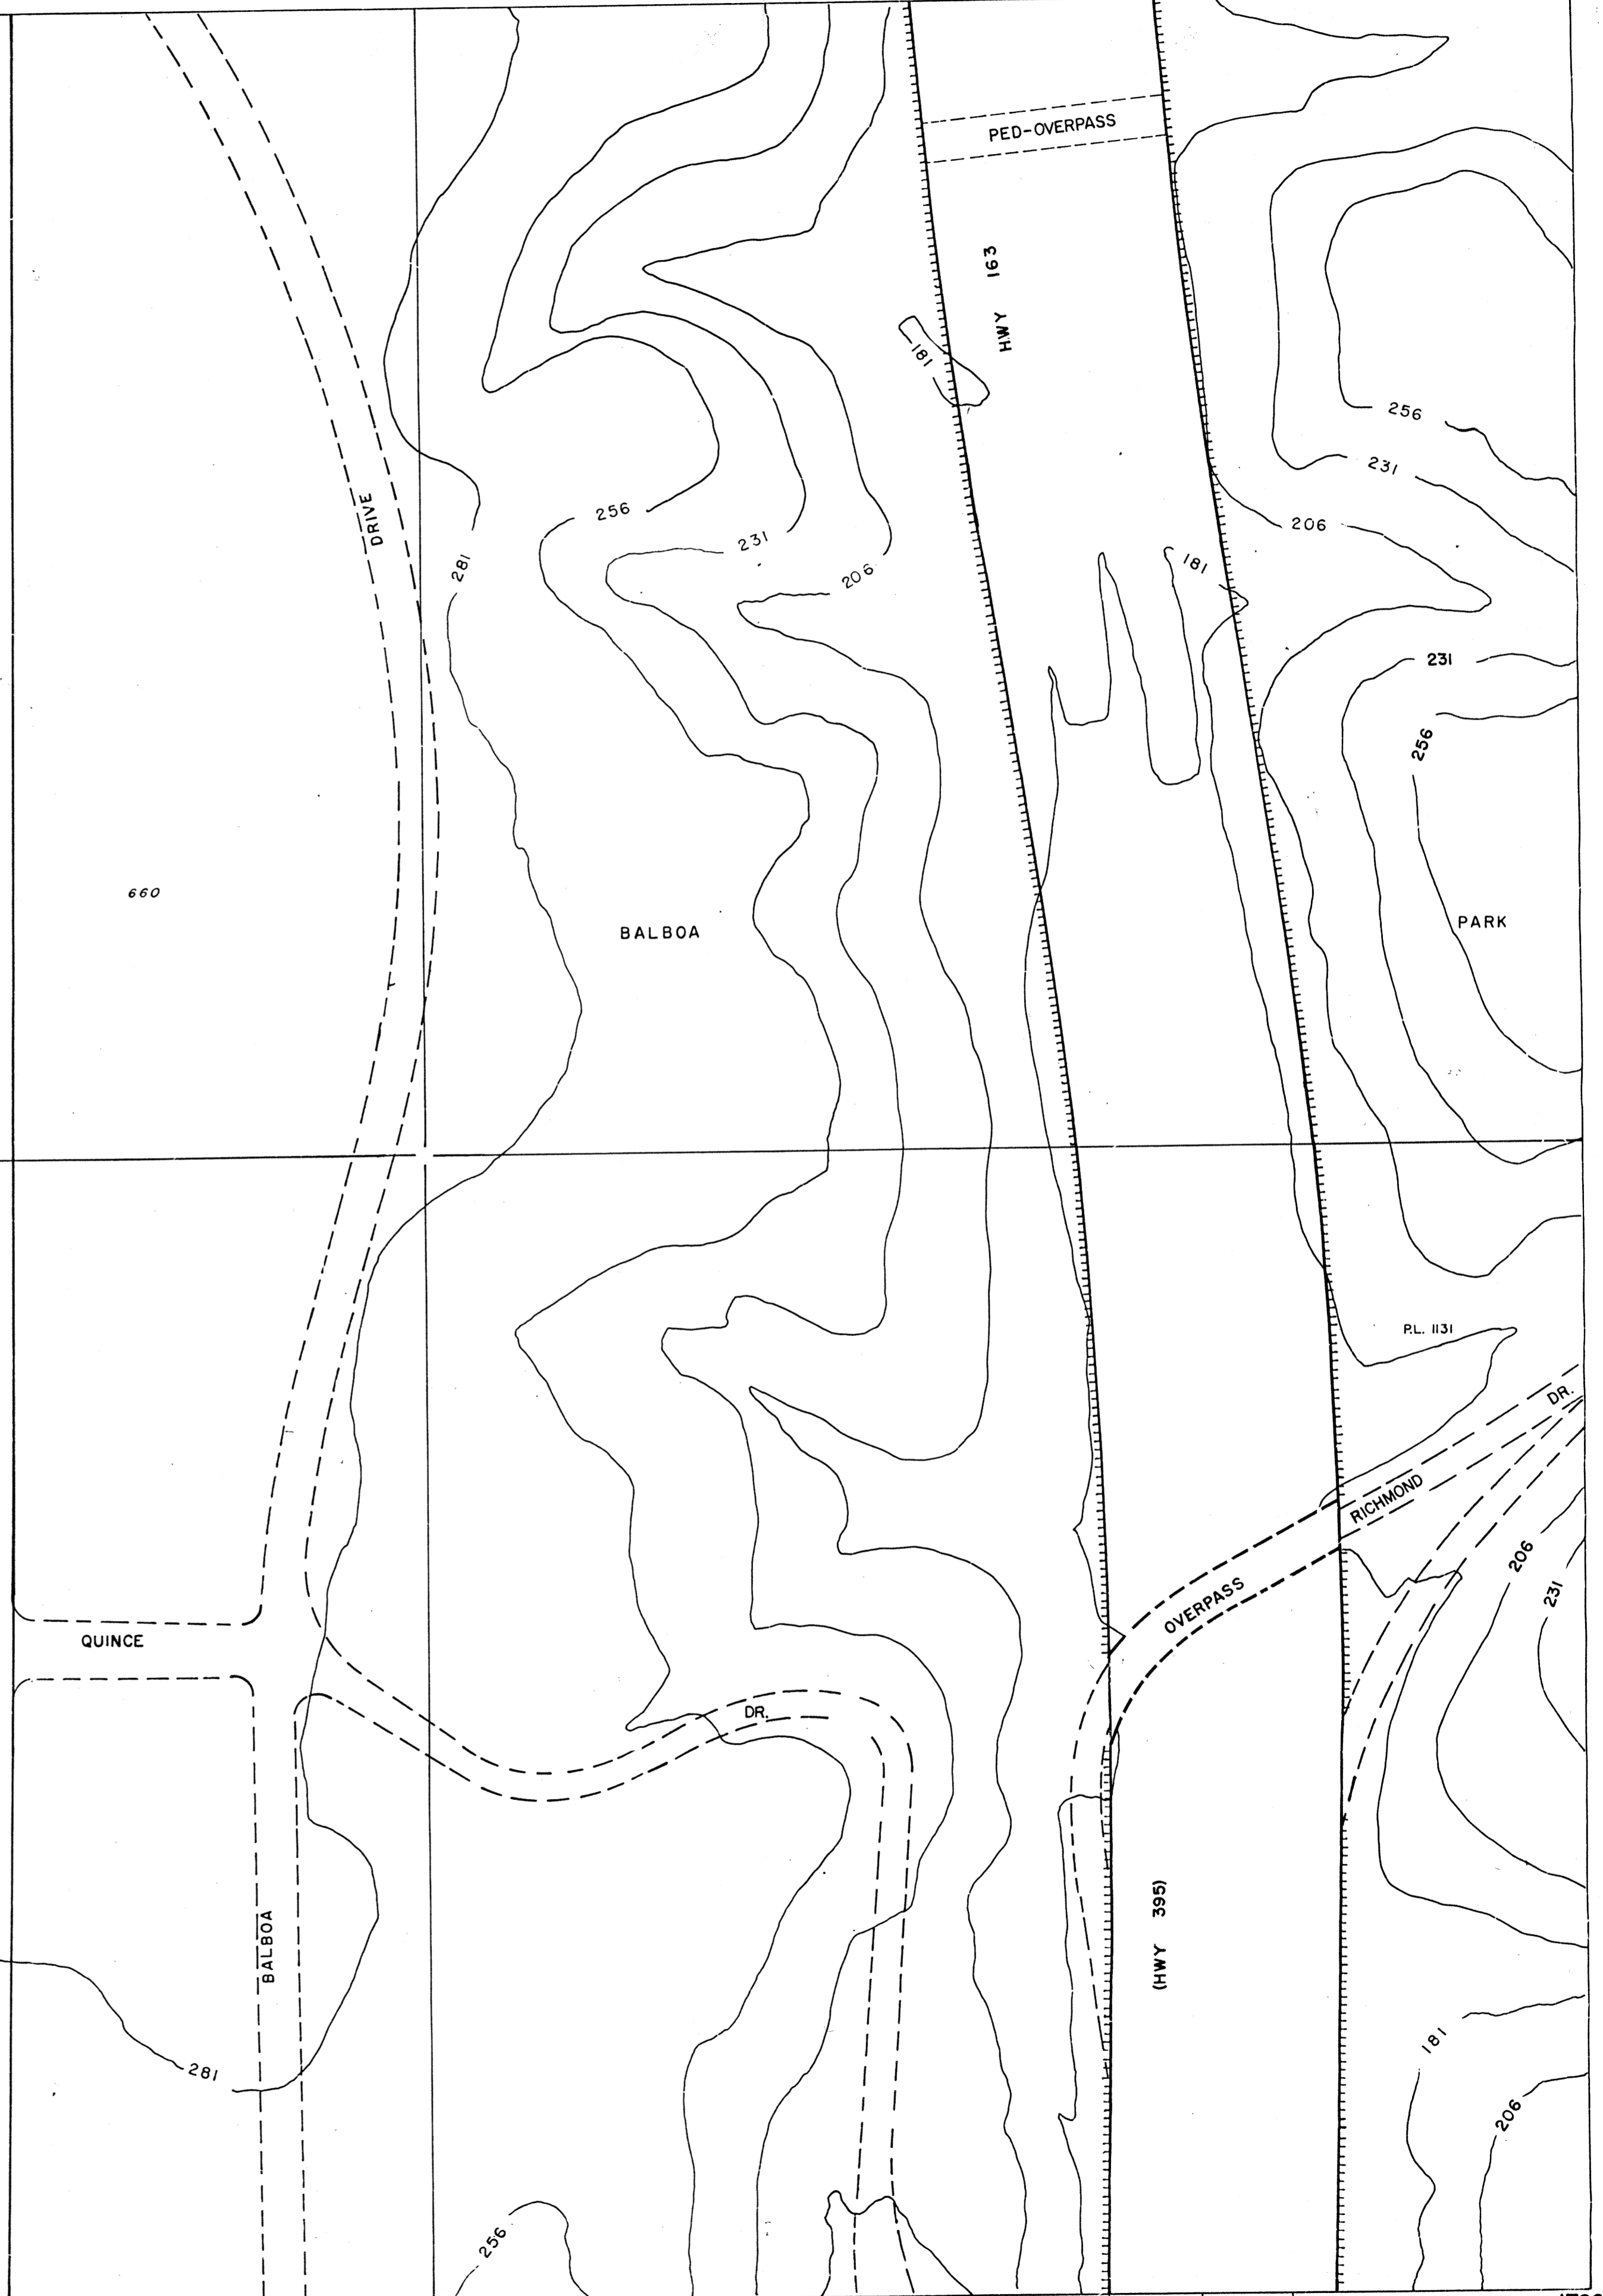 PED-OVERPASS
HWY 163
181
256
231
206
DRIVE
281
256
231
206
181
231
256
660
BALBOA
PARK
P.L. 1131
DR.
RICHMOND
OVERPASS
206
231
QUINCE
DR.
BALBOA
(HWY 395)
281
181
206
256